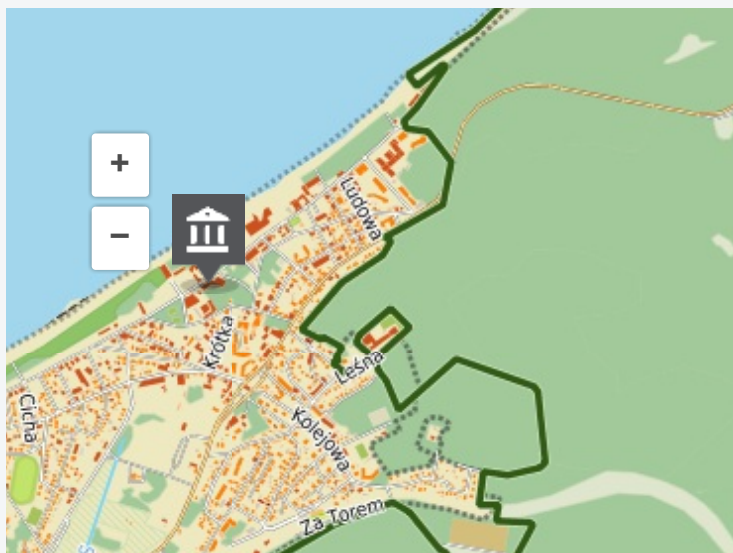 +
Ludowa
−
Krótka
Leśna
Cicha
Kolejowa
Za Torem